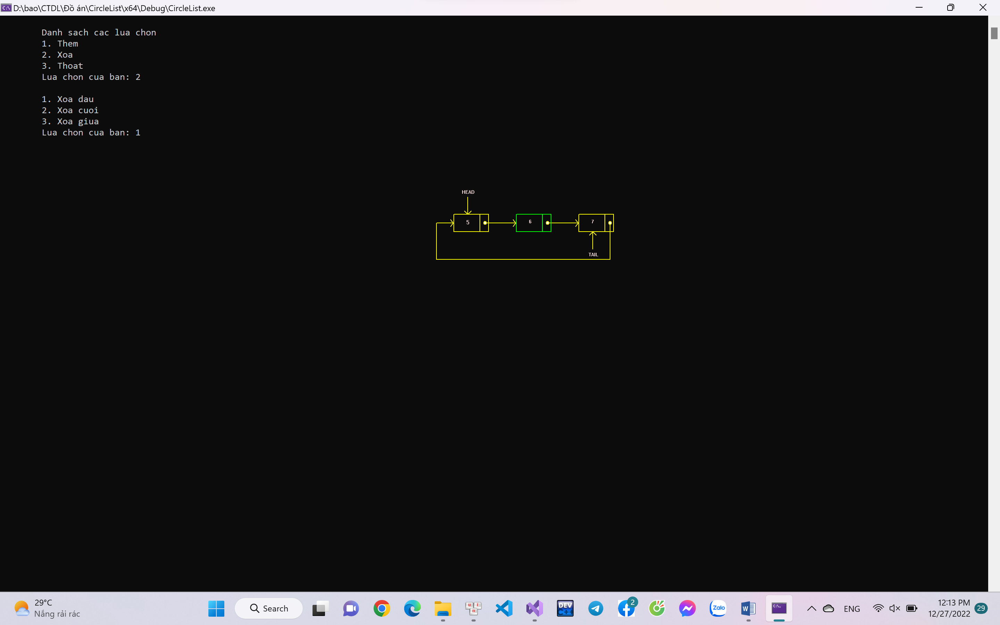 D:\bao\CTDL\Đồ án\CircleList\x64\Debug\CircleList.exe
Danh sach cac lua chon
1. Them
2. Xoa
3. Thoat
Lua chon cua ban: 2
1. Xoa dau
2. Xoa cuoi
3. Xoa giua
Lua chon cua ban: 1
HEAD
5 6 7
TAIL
29°C
Nắng rải rác
Search
DEV
C++
2
Zalo
W
ENG
12:13 PM
12/27/2022
29